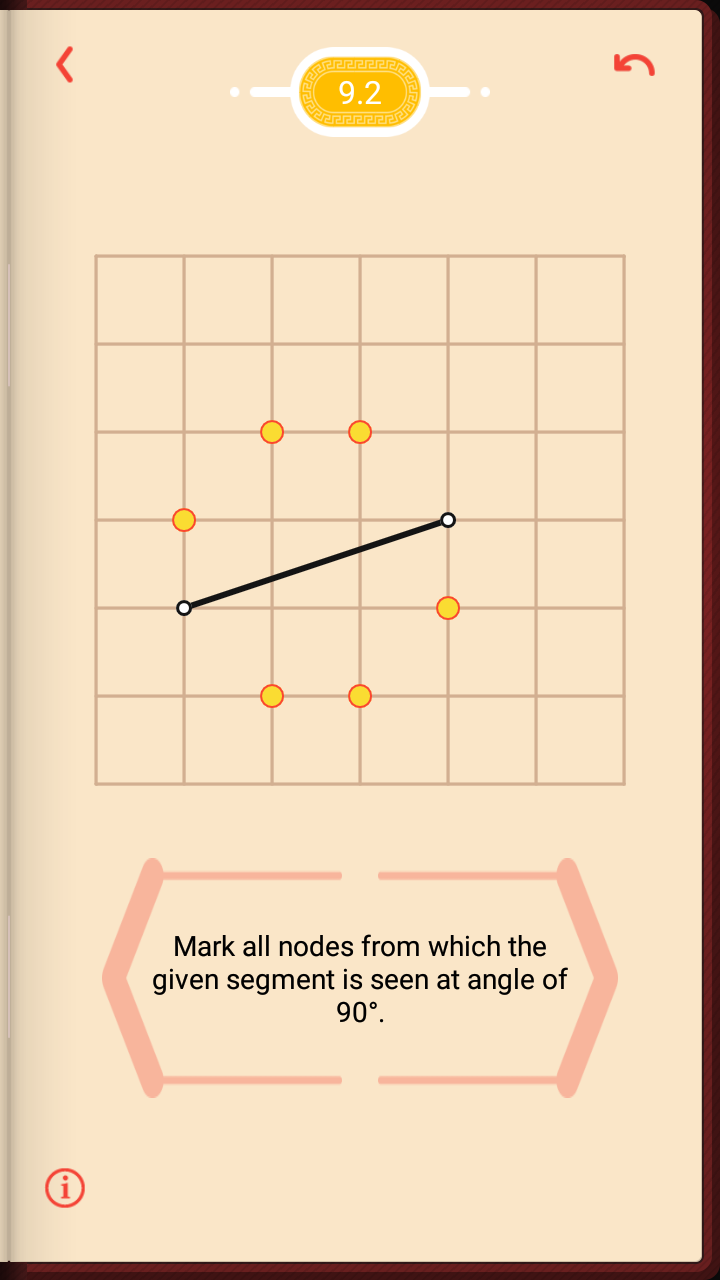 9.2
Mark all nodes from which the
given segment is seen at angle of
90°.
i